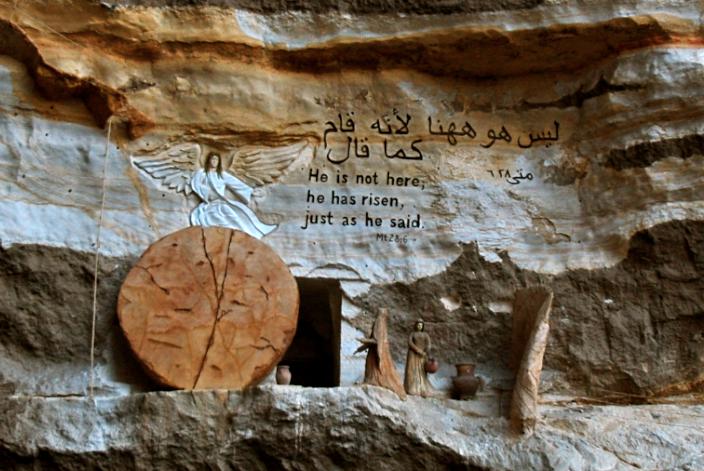 ليس هو ههنا لأنه قام
كما قال
متى ٦:٢٨
He is not here,
he has risen,
just as he said.
Mt 28:6